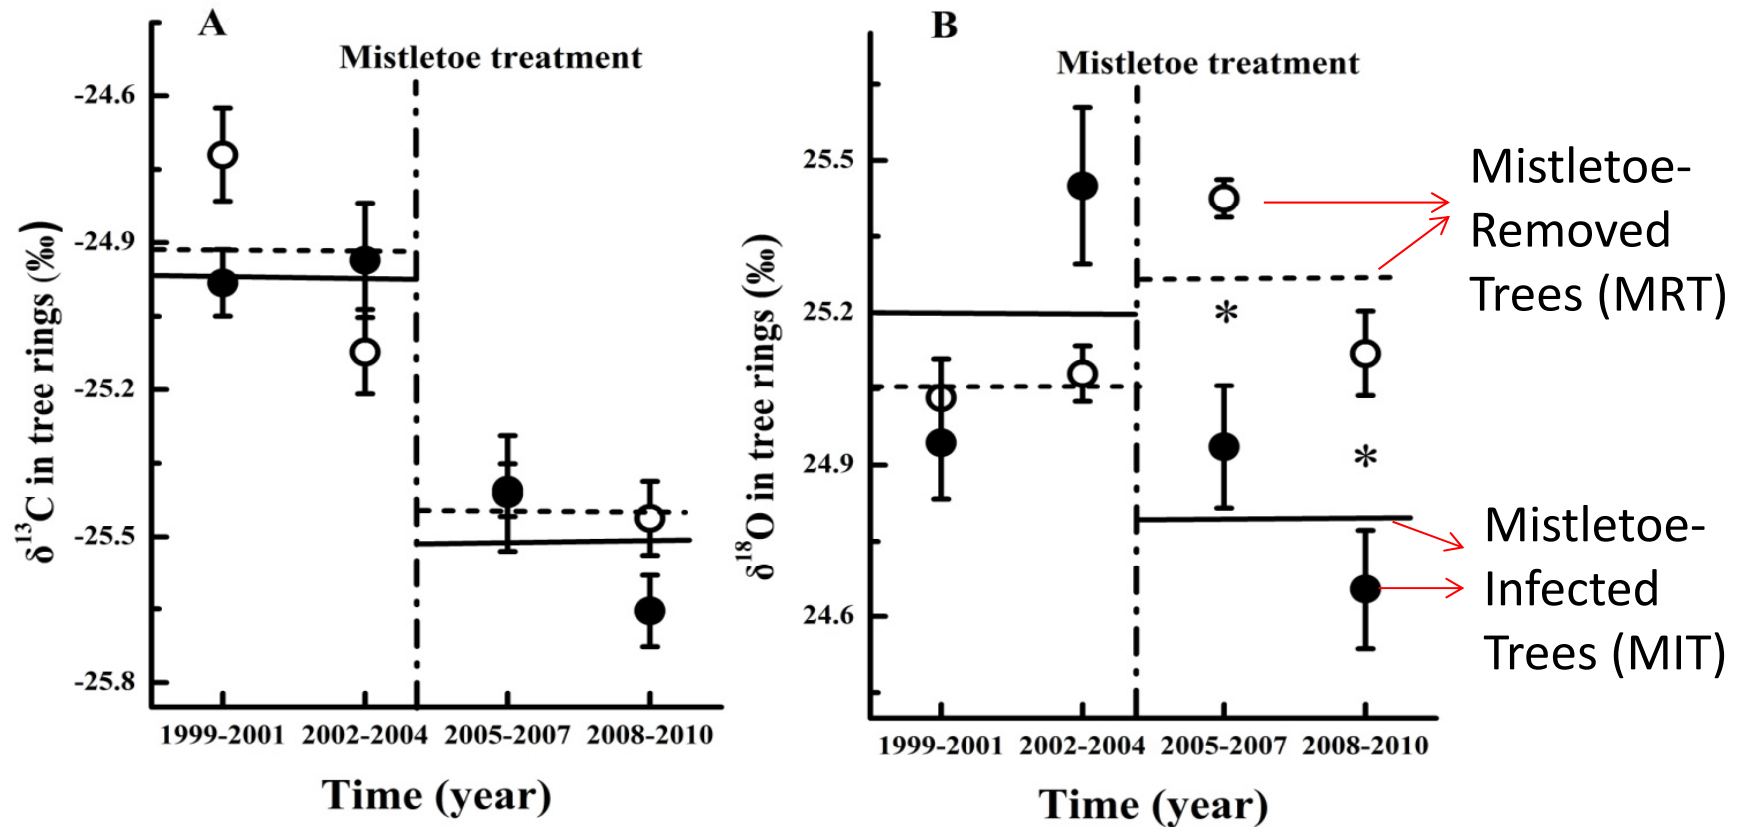 A
Mistletoe treatment
-24.6
-24.9
-25.2
-25.5
-25.8
δ¹³C in tree rings (‰)
1999-2001 2002-2004 2005-2007 2008-2010
Time (year)
B
Mistletoe treatment
25.5
25.2
24.9
24.6
δ¹⁸O in tree rings (‰)
*
*
1999-2001 2002-2004 2005-2007 2008-2010
Time (year)
Mistletoe-
Removed
Trees (MRT)
Mistletoe-
Infected
Trees (MIT)